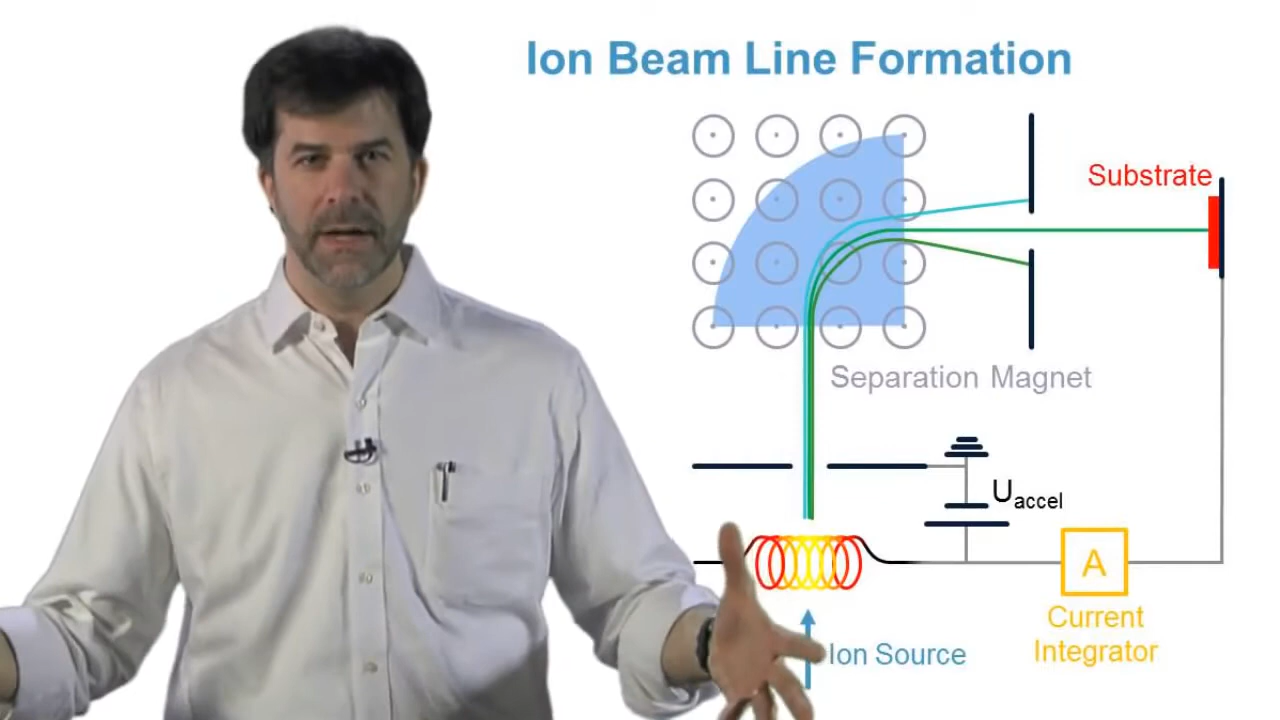 Ion Beam Line Formation
Substrate
Separation Magnet
Uaccel
A
Current
Integrator
Ion Source